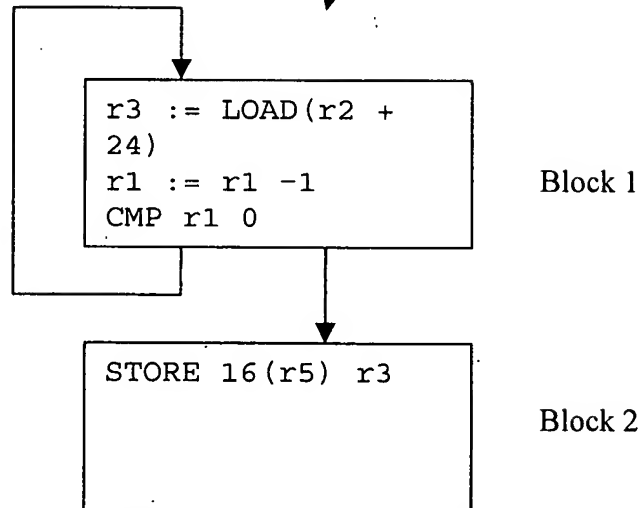 r3 := LOAD(r2 +
24)
r1 := r1 -1
CMP r1 0
Block 1
STORE 16(r5) r3
Block 2